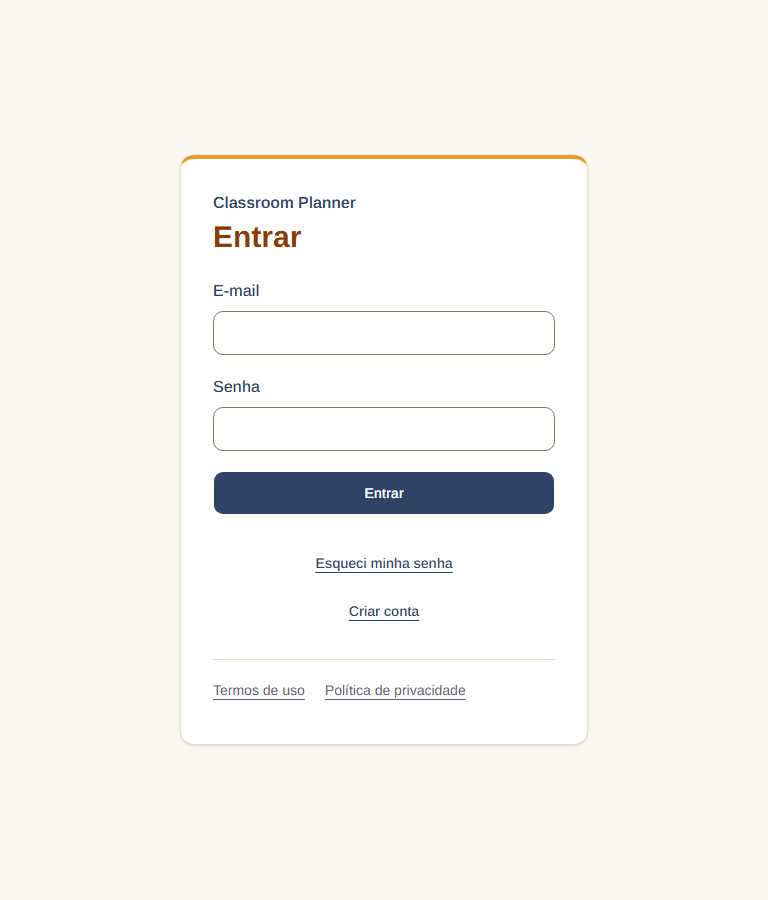 Classroom Planner
Entrar
E-mail
Senha
Entrar
Esqueci minha senha
Criar conta
Termos de uso Política de privacidade